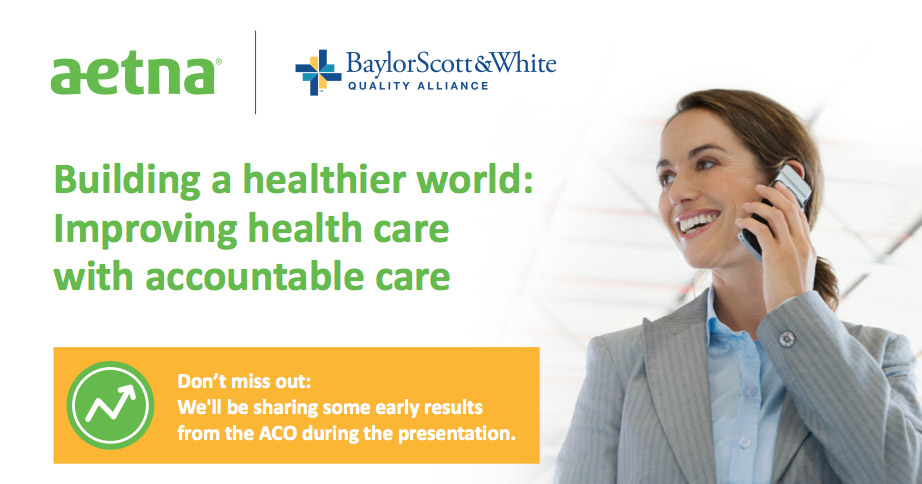 aetna®
BaylorScott&White
QUALITY ALLIANCE
Building a healthier world:
Improving health care
with accountable care
Don’t miss out:
We'll be sharing some early results
from the ACO during the presentation.